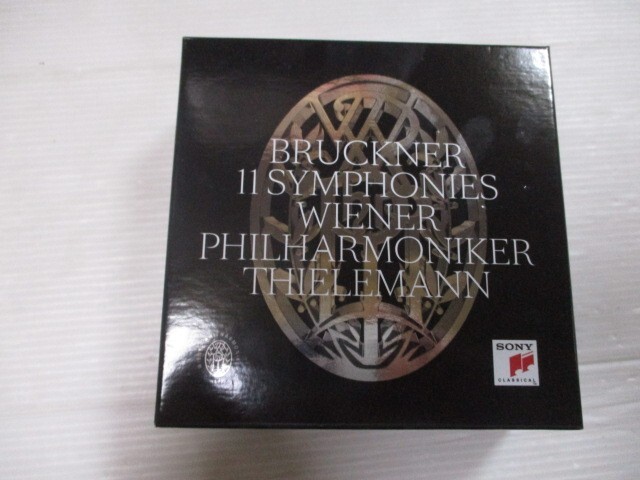 BRUCKNER
11 SYMPHONIES
WIENER
PHILHARMONIKER
THIELEMANN
SONY
CLASSICAL